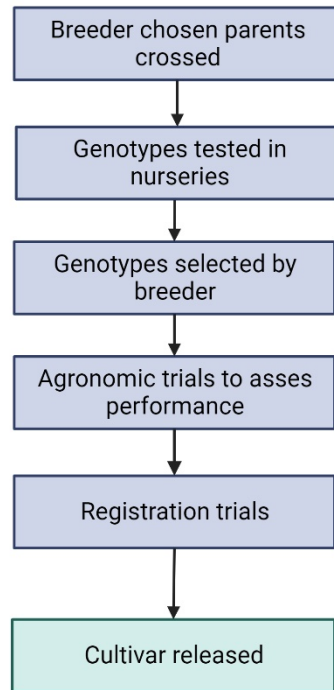 Breeder chosen parents
crossed
Genotypes tested in
nurseries
Genotypes selected by
breeder
Agronomic trials to asses
performance
Registration trials
Cultivar released